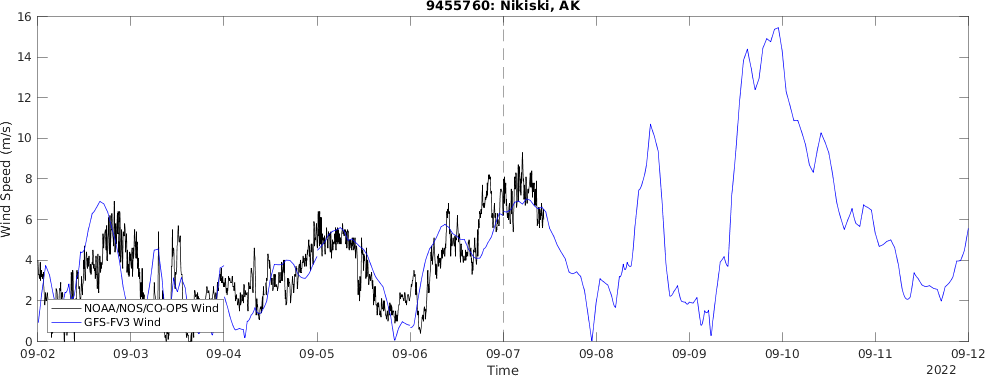 9455760: Nikiski, AK
16
14
12
10
8
6
4
2
0
Wind Speed (m/s)
NOAA/NOS/CO-OPS Wind
GFS-FV3 Wind
09-02 09-03 09-04 09-05 09-06 09-07 09-08 09-09 09-10 09-11 09-12
Time
2022